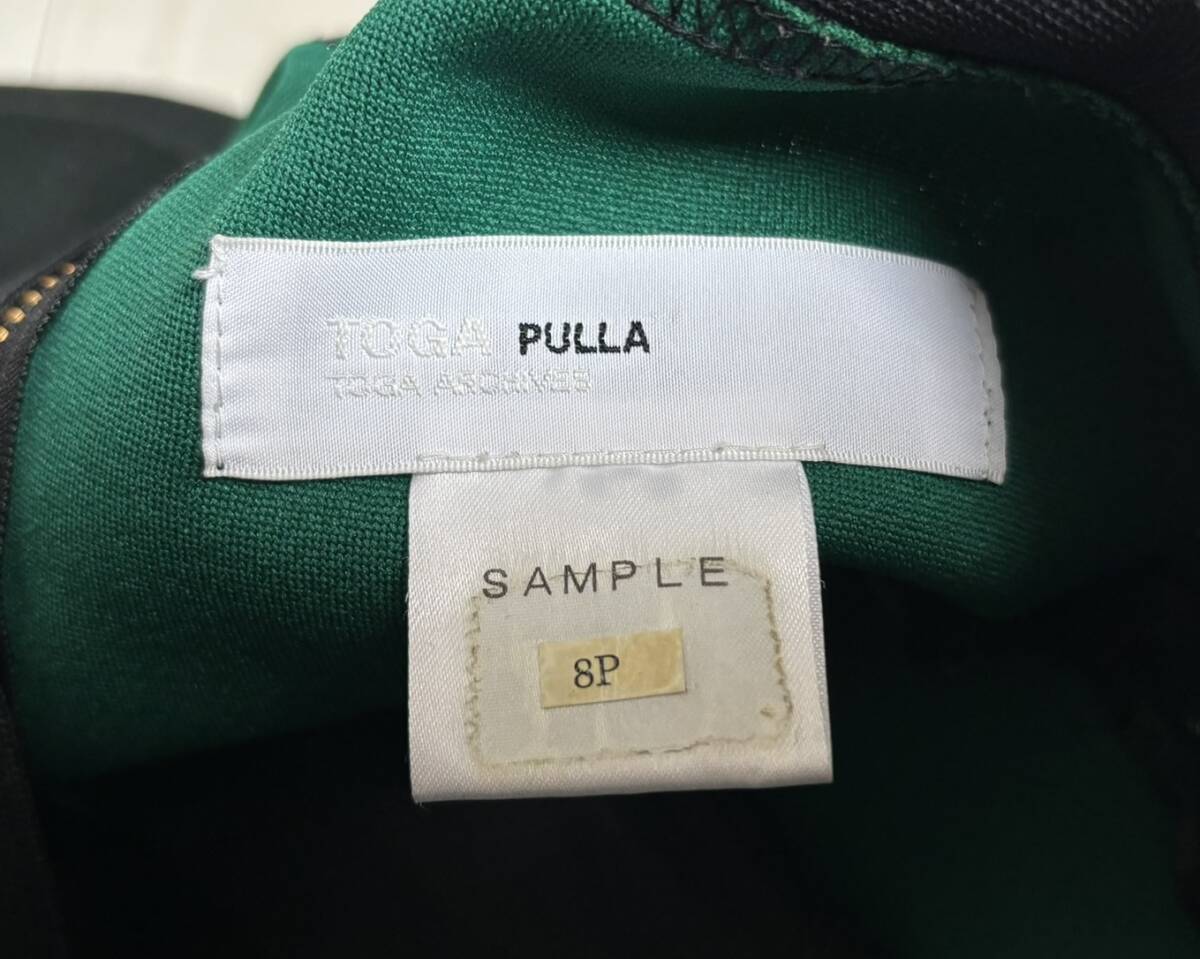 TOGA PULLA
TOGA ARCHIVES
SAMPLE
8P